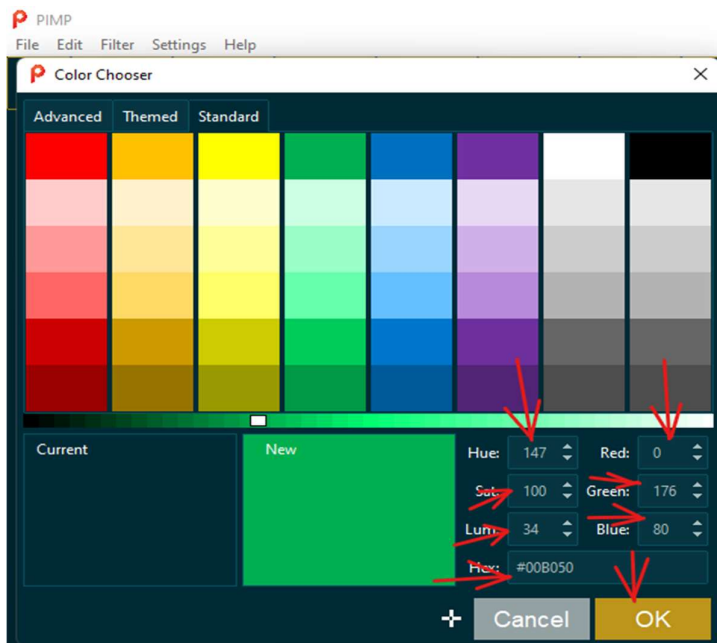 PIMP
File Edit Filter Settings Help
Color Chooser
Advanced Themed Standard
Current New
Hue: 147 Red: 0
Sat: 100 Green: 176
Lum: 34 Blue: 80
Hex: #00B050
Cancel OK